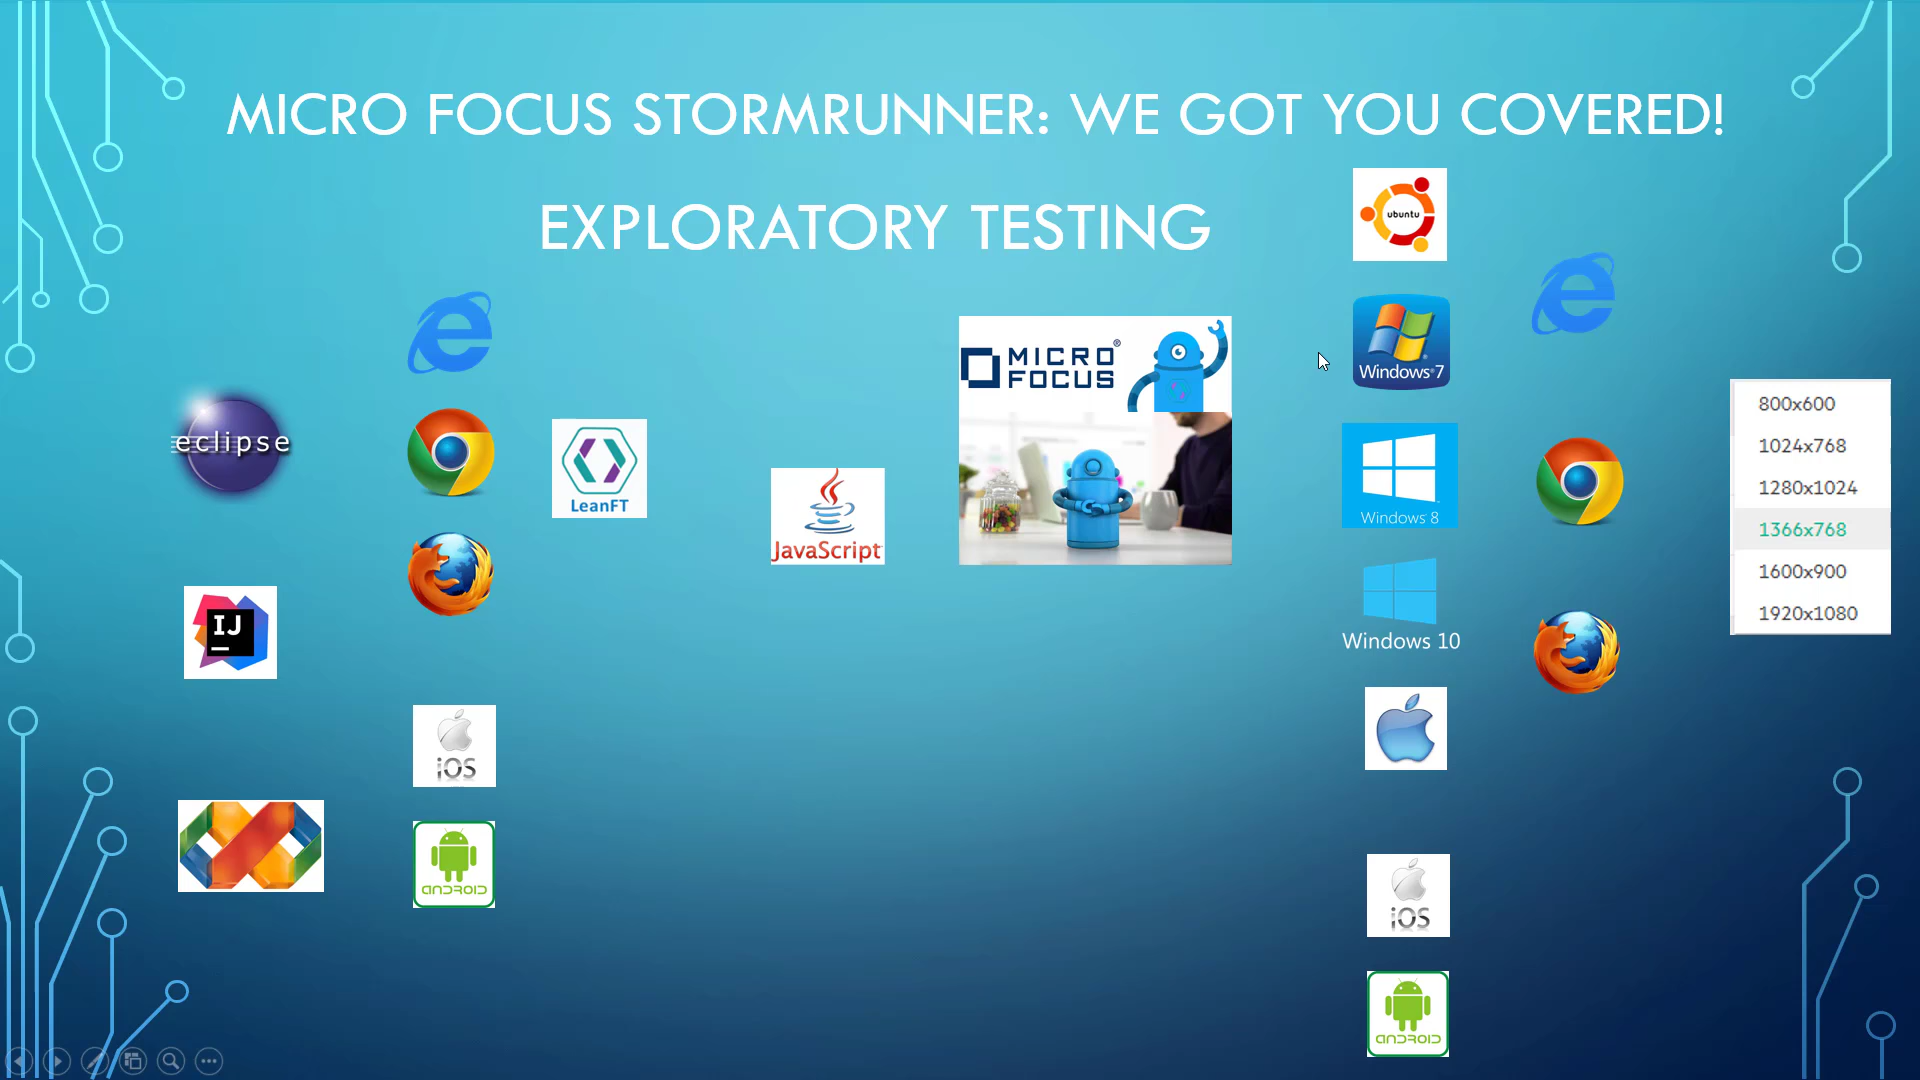 MICRO FOCUS STORMRUNNER: WE GOT YOU COVERED!
EXPLORATORY TESTING
eclipse
IJ
iOS
ANDROID
LeanFT
JavaScript
MICRO
FOCUS®
ubuntu
Windows®7
Windows 8
Windows 10
iOS
ANDROID
800x600
1024x768
1280x1024
1366x768
1600x900
1920x1080